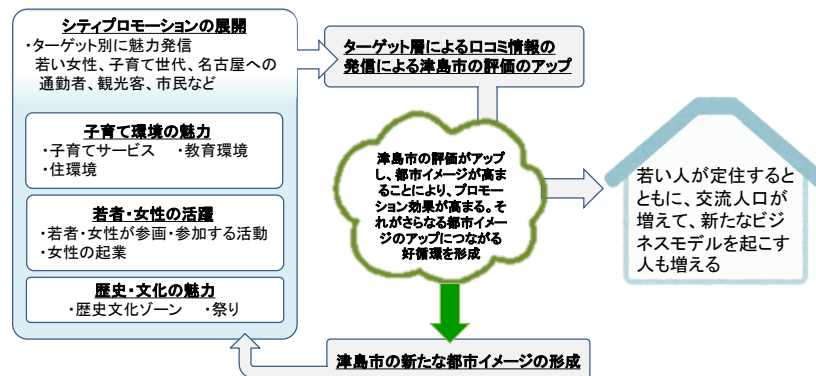 シティプロモーションの展開
・ターゲット別に魅力発信
若い女性、子育て世代、名古屋への
通勤者、観光客、市民など
子育て環境の魅力
・子育てサービス ・教育環境
・住環境
若者・女性の活躍
・若者・女性が参画・参加する活動
・女性の起業
歴史・文化の魅力
・歴史文化ゾーン ・祭り
ターゲット層による口コミ情報の
発信による津島市の評価のアップ
津島市の評価がアップ
し、都市イメージが高ま
ることにより、プロモー
ション効果が高まる。そ
れがさらなる都市イメー
ジのアップにつながる
好循環を形成
津島市の新たな都市イメージの形成
若い人が定住すると
ともに、交流人口が
増えて、新たなビジ
ネスモデルを起こす
人も増える